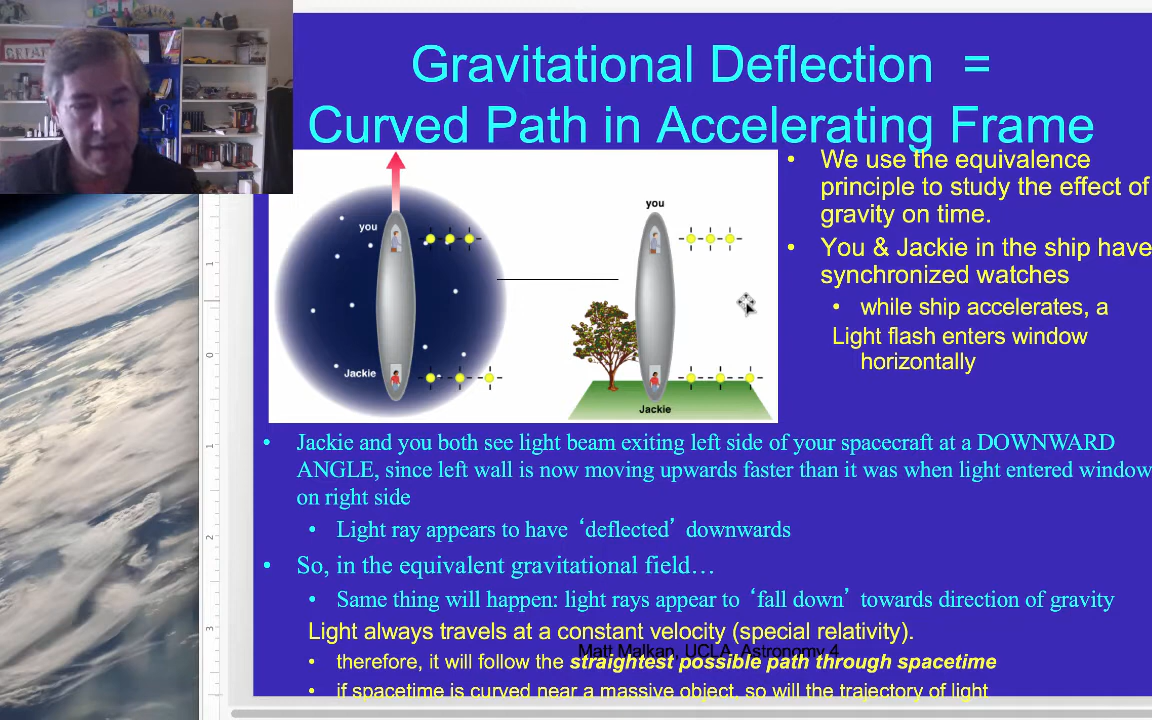 Gravitational Deflection =
Curved Path in Accelerating Frame
you
Jackie
you
Jackie
• We use the equivalence
principle to study the effect of
gravity on time.
• You & Jackie in the ship have
synchronized watches
• while ship accelerates, a
Light flash enters window
horizontally
• Jackie and you both see light beam exiting left side of your spacecraft at a DOWNWARD
ANGLE, since left wall is now moving upwards faster than it was when light entered window
on right side
• Light ray appears to have ‘deflected’ downwards
• So, in the equivalent gravitational field…
• Same thing will happen: light rays appear to ‘fall down’ towards direction of gravity
Light always travels at a constant velocity (special relativity).
Matt Malkan, UCLA, Astronomy 4
• therefore, it will follow the straightest possible path through spacetime
• if spacetime is curved near a massive object, so will the trajectory of light
1
0
1
2
3